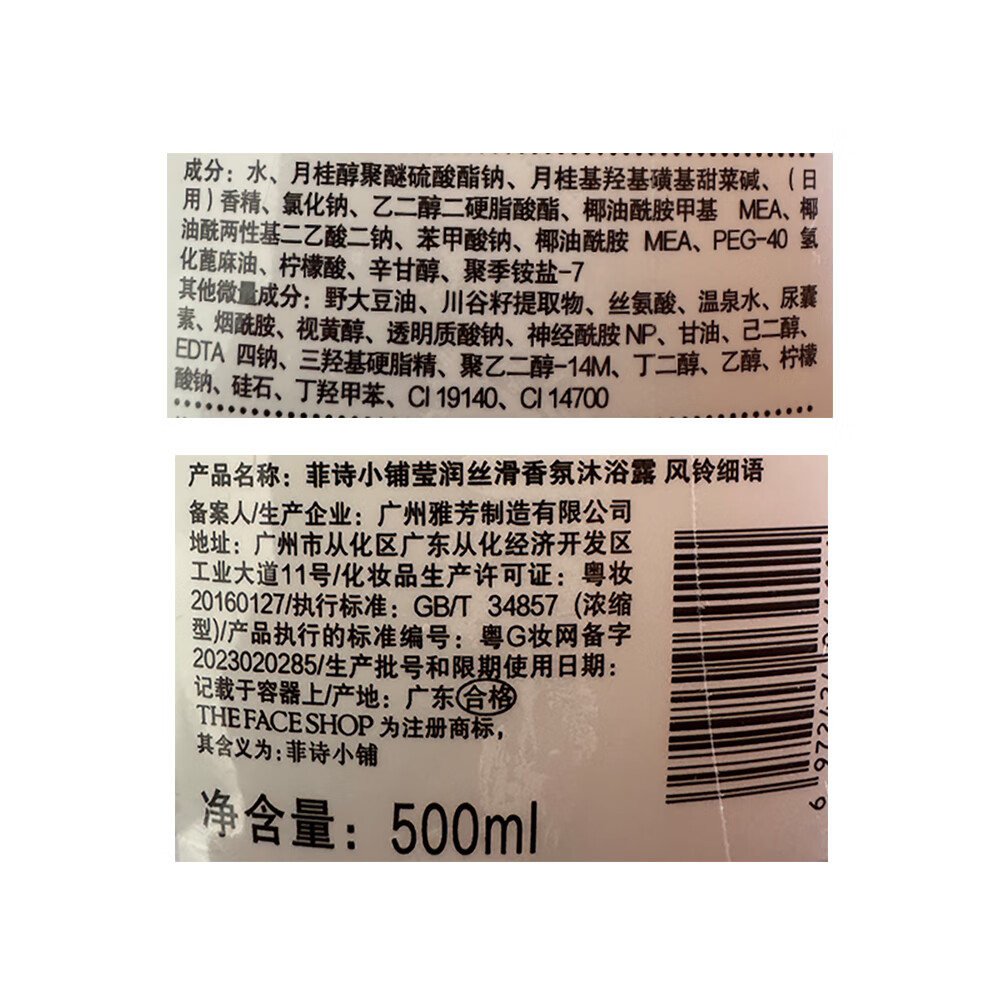 成分：水、月桂醇聚醚硫酸酯钠、月桂基羟基磺基甜菜碱、（日
用）香精、氯化钠、乙二醇二硬脂酸酯、椰油酰胺甲基 MEA、椰
油酰两性基二乙酸二钠、苯甲酸钠、椰油酰胺 MEA、PEG-40 氢
化蓖麻油、柠檬酸、辛甘醇、聚季铵盐-7
其他微量成分：野大豆油、川谷籽提取物、丝氨酸、温泉水、尿囊
素、烟酰胺、视黄醇、透明质酸钠、神经酰胺NP、甘油、己二醇、
EDTA 四钠、三羟基硬脂精、聚乙二醇-14M、丁二醇、乙醇、柠檬
酸钠、硅石、丁羟甲苯、CI 19140、CI 14700
产品名称：菲诗小铺莹润丝滑香氛沐浴露 风铃细语
备案人/生产企业：广州雅芳制造有限公司
地址：广州市从化区广东从化经济开发区
工业大道11号/化妆品生产许可证：粤妆
20160127/执行标准：GB/T 34857（浓缩
型)/产品执行的标准编号：粤G妆网备字
2023020285/生产批号和限期使用日期：
记载于容器上/产地：广东 合格
THE FACE SHOP 为注册商标，
其含义为：菲诗小铺
净含量：500ml